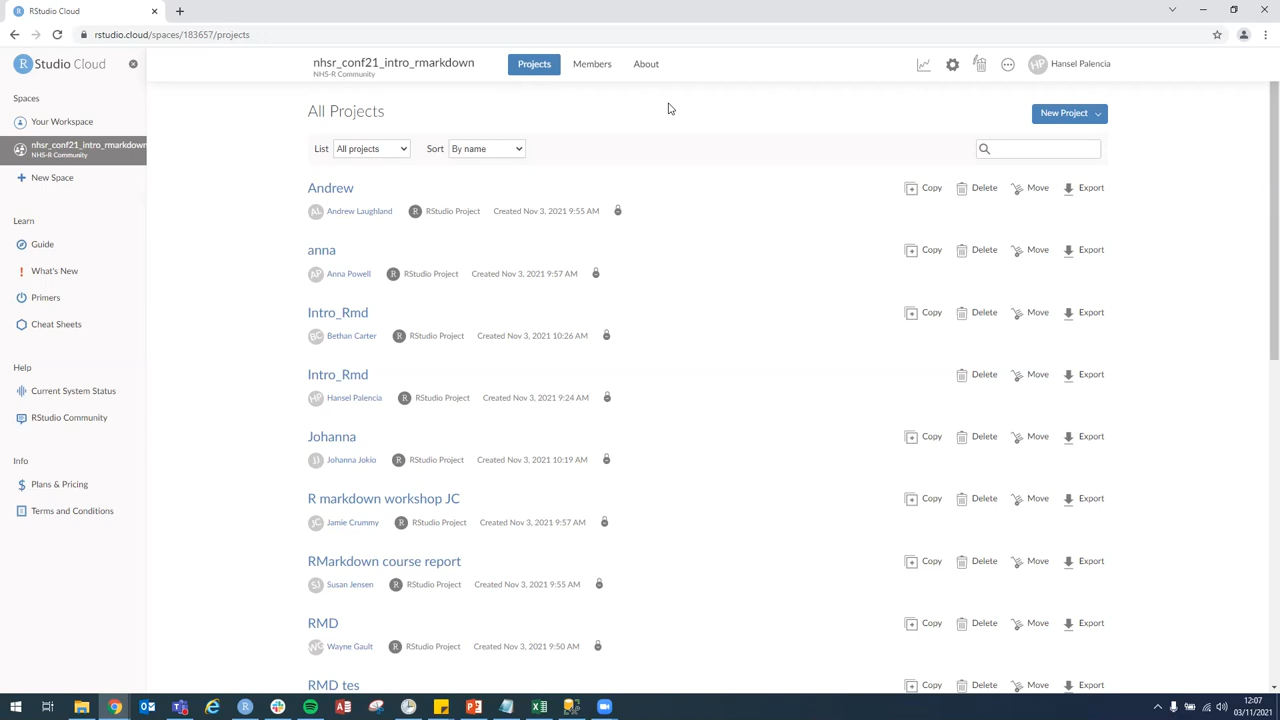 RStudio Cloud
rstudio.cloud/spaces/183657/projects
R Studio Cloud
Spaces
Your Workspace
nhsr_conf21_intro_rmarkdown
NHS-R Community
New Space
Learn
Guide
What's New
Primers
Cheat Sheets
Help
Current System Status
RStudio Community
Info
Plans & Pricing
Terms and Conditions
nhsr_conf21_intro_rmarkdown
NHS-R Community
Projects Members About
HP Hansel Palencia
All Projects
New Project
List All projects Sort By name
Andrew
Copy Delete Move Export
AL Andrew Laughland R RStudio Project Created Nov 3, 2021 9:55 AM
anna
Copy Delete Move Export
AP Anna Powell R RStudio Project Created Nov 3, 2021 9:57 AM
Intro_Rmd
Copy Delete Move Export
BC Bethan Carter R RStudio Project Created Nov 3, 2021 10:26 AM
Intro_Rmd
Delete Move Export
HP Hansel Palencia R RStudio Project Created Nov 3, 2021 9:24 AM
Johanna
Copy Delete Move Export
JJ Johanna Jokio R RStudio Project Created Nov 3, 2021 10:19 AM
R markdown workshop JC
Copy Delete Move Export
JC Jamie Crummy R RStudio Project Created Nov 3, 2021 9:57 AM
RMarkdown course report
Copy Delete Move Export
SJ Susan Jensen R RStudio Project Created Nov 3, 2021 9:55 AM
RMD
Copy Delete Move Export
WG Wayne Gault R RStudio Project Created Nov 3, 2021 9:50 AM
RMD tes
Copy Delete Move Export
12:07
03/11/2021